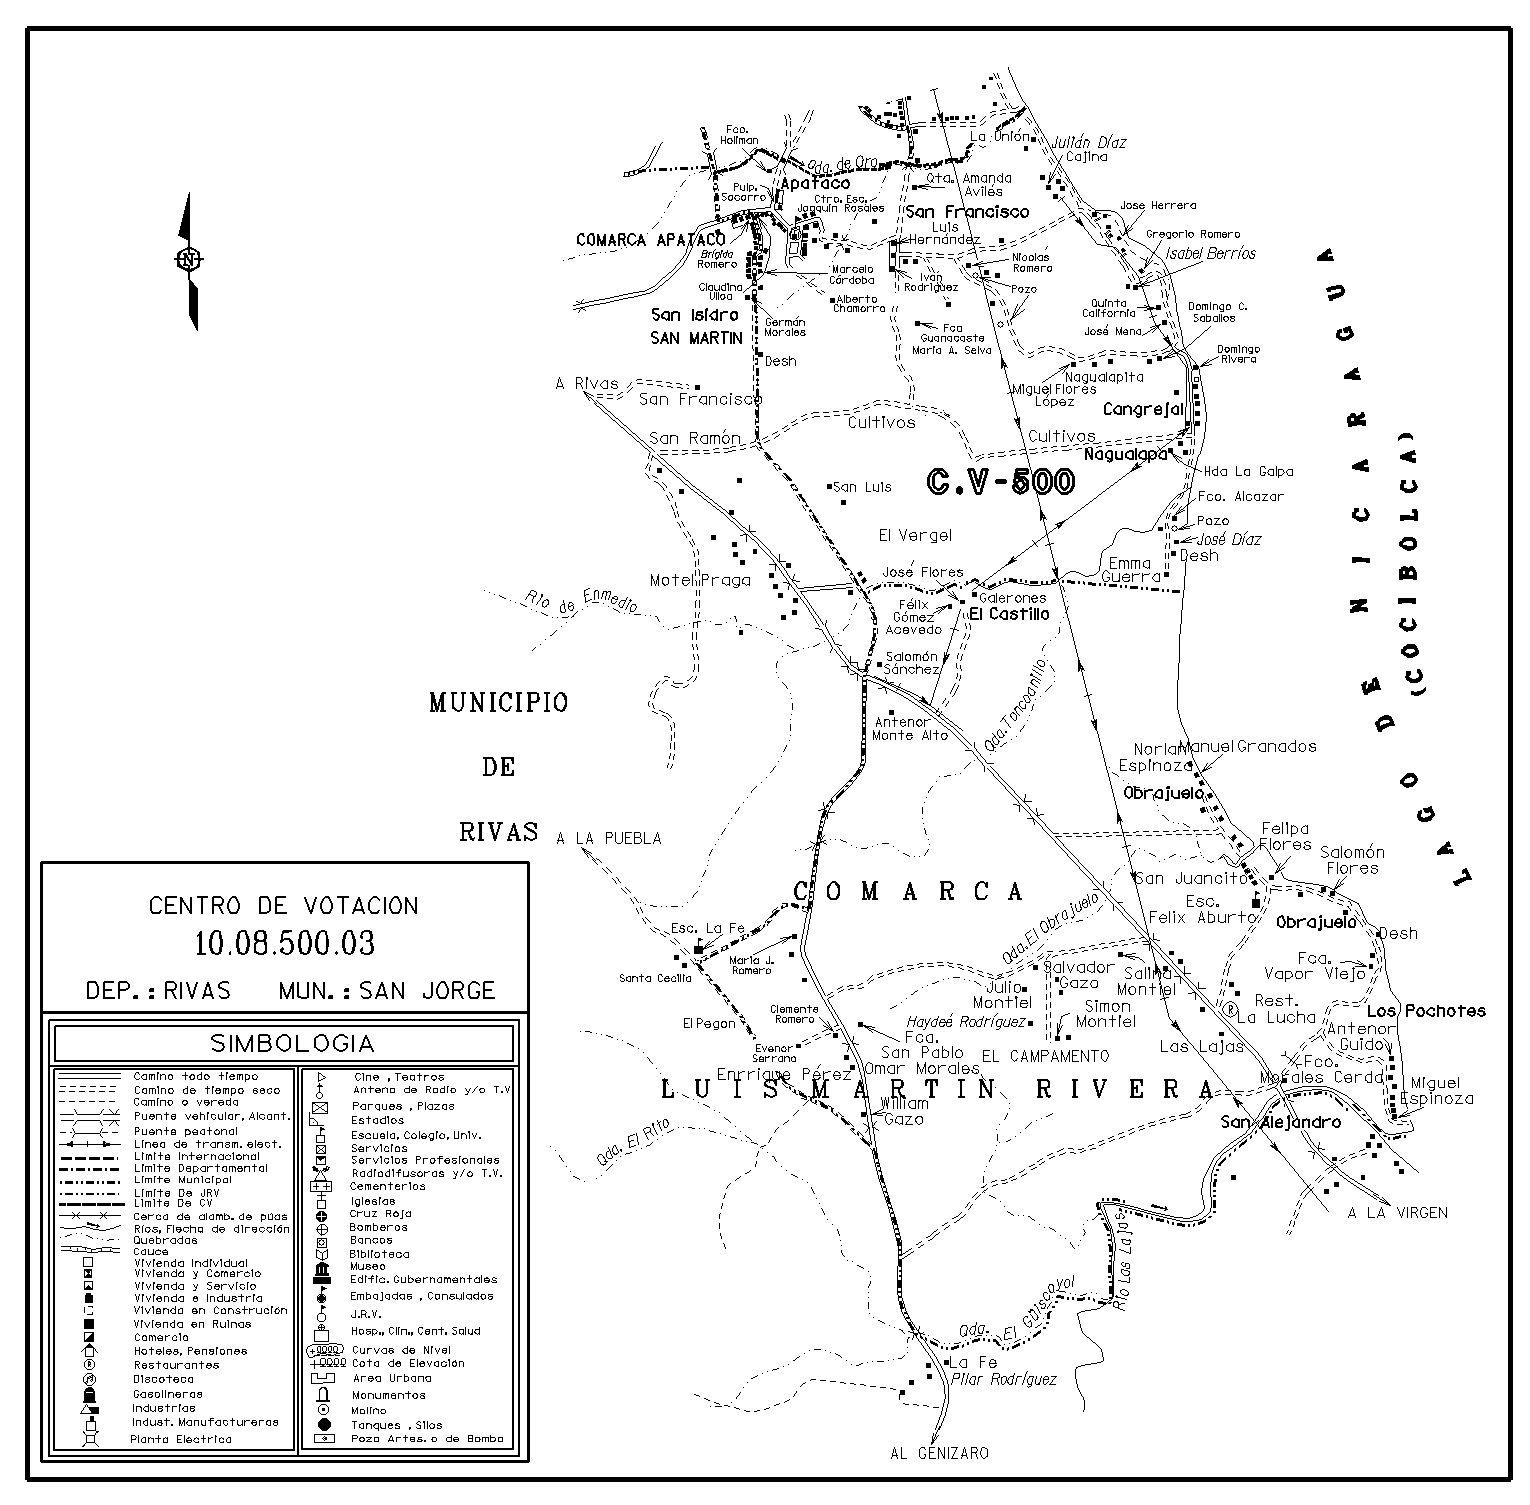 Fco.
Holiman
La Unión
Julián Díaz
Cajina
Qda. de Oro
Apataco
Pulp.
Socorro
Ctro. Esc.
Joaquín Rosales
Qta. Amanda
Avilés
San Francisco
Luis
Hernández
Jose Herrera
Gregorio Romero
Isabel Berríos
COMARCA APATACO
Brígida
Romero
Marcelo
Córdoba
Nicolas
Romero
Ivan
Rodríguez
Pozo
Claudina
Ulloa
Alberto
Chamorro
Quinta
California
Domingo C.
Saballos
San Isidro
SAN MARTIN
Germán
Morales
Fca
Guanacaste
María A. Selva
José Mena
Domingo
Rivera
Desh
Nagualapita
Miguel Flores
López
A Rivas
San Francisco
Cangrejal
San Ramón
Cultivos
Cultivos
Nagualapa
C.V-500
Hda La Galpa
San Luis
Fco. Alcazar
Pozo
José Díaz
Desh
El Vergel
Emma
Guerra
José Flores
Motel Praga
Galerones
El Castillo
Félix
Gómez
Acevedo
Río de Enmedio
Salomón
Sánchez
Antenor
Monte Alto
Qda. Toncoanillo
LAGO DE NICARAGUA
(COCIBOLCA)
MUNICIPIO
DE
RIVAS
Norlan
Espinoza
Manuel Granados
Obrajuelo
A LA PUEBLA
Felipa
Flores
Salomón
Flores
San Juancito
Esc.
Felix Aburto
Obrajuelo
Desh
COMARCA
Qda. El Obrajuelo
Esc. La Fe
María J.
Romero
Santa Cecilia
Fca.
Vapor Viejo
Salvador
Gazo
Salina
Montiel
Julio
Montiel
Simon
Montiel
Rest.
La Lucha
Los Pochotes
Clemente
Romero
El Pegon
Haydeé Rodríguez
Antenor
Guido
Evenor
Serrano
Fca.
San Pablo
Omar Morales
EL CAMPAMENTO
Las Lajas
Fco.
Morales Cerda
Enrrique Pérez
LUIS MARTIN RIVERA
Miguel
Espinoza
William
Gazo
San Alejandro
Qda. El Rito
A LA VIRGEN
Río Las Lajas
Qda. El Guiscoyol
La Fe
Pilar Rodríguez
AL GENIZARO
N
R
CENTRO DE VOTACION
10.08.500.03
DEP.: RIVAS MUN.: SAN JORGE
SIMBOLOGIA
Camino todo tiempo
Camino de tiempo seco
Camino o vereda
Puente vehicular, Alcant.
Puente peatonal
Línea de transm. elect.
Límite Internacional
Límite Departamental
Límite Municipal
Límite De JRV
Límite De CV
Cerca de alamb. de púas
Ríos, Flecha de dirección
Quebradas
Cauce
Vivienda Individual
Vivienda y Comercio
Vivienda y Servicio
Vivienda e Industria
Vivienda en Construción
Vivienda en Ruinas
Comercio
Hoteles, Pensiones
Restaurantes
Discoteca
Gasolineras
Industrias
Indust. Manufactureras
Planta Electrica
Cine , Teatros
Antena de Radio y/o T.V
Parques , Plazas
Estadios
Escuela, Colegio, Univ.
Servicios
Servicios Profesionales
Radiodifusoras y/o T.V.
Cementerios
Iglesias
Cruz Roja
Bomberos
Bancos
Biblioteca
Museo
Edific. Gubernamentales
Embajadas , Consulados
J.R.V.
Hosp., Clín., Cent. Salud
Curvas de Nivel
Cota de Elevación
Area Urbana
Monumentos
Molino
Tanques , Silos
Pozo Artes. o de Bomba